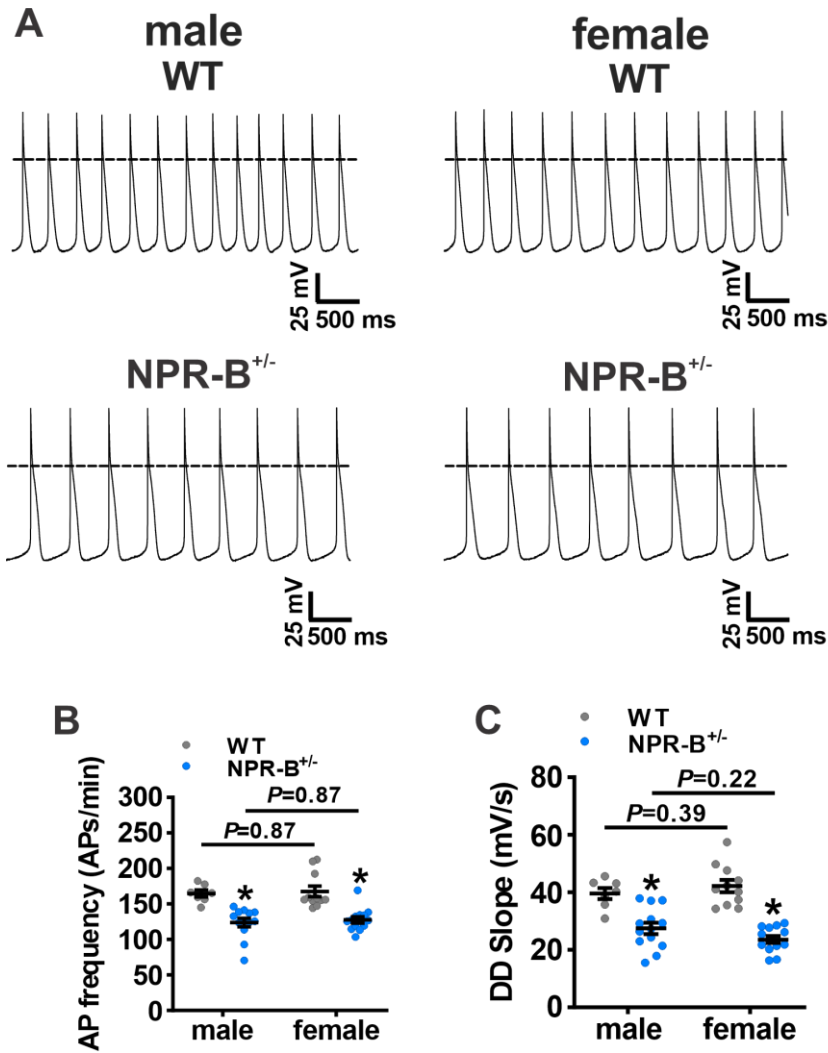 A
male
WT
female
WT
25 mV
500 ms
25 mV
500 ms
NPR-B+/-
NPR-B+/-
25 mV
500 ms
25 mV
500 ms
B
WT
NPR-B+/-
AP frequency (APs/min)
300
250
200
150
100
50
0
P=0.87
P=0.87
*
*
male
female
C
WT
NPR-B+/-
DD Slope (mV/s)
80
60
40
20
0
P=0.22
P=0.39
*
*
male
female